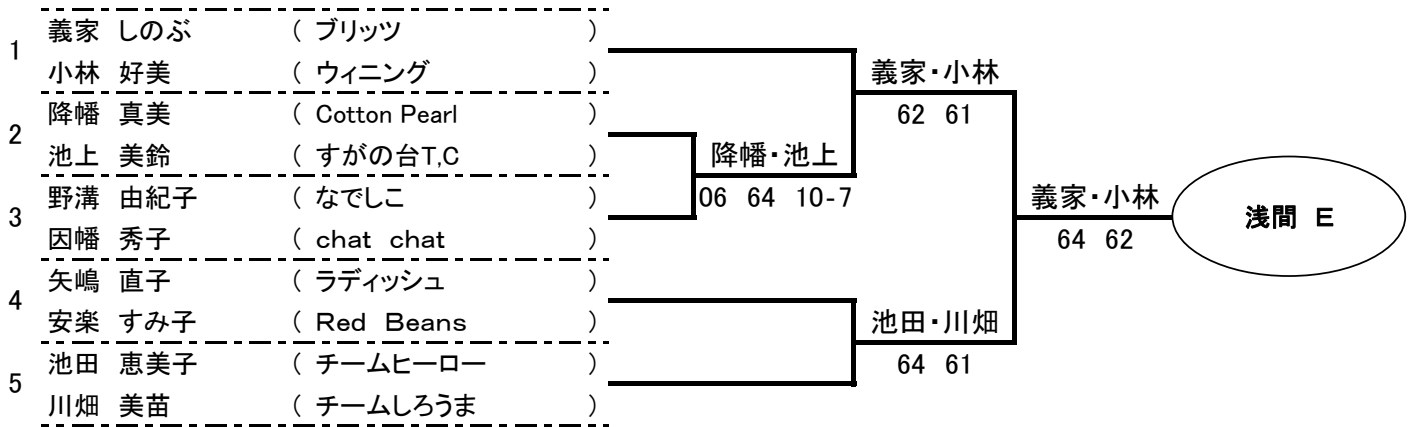 1
義家 しのぶ ( ブリッツ )
小林 好美 ( ウィニング )
2
降幡 真美 ( Cotton Pearl )
池上 美鈴 ( すがの台T,C )
3
野溝 由紀子 ( なでしこ )
因幡 秀子 ( chat chat )
4
矢嶋 直子 ( ラディッシュ )
安楽 すみ子 ( Red Beans )
5
池田 恵美子 ( チームヒーロー )
川畑 美苗 ( チームしろうま )
降幡・池上
06 64 10-7
義家・小林
62 61
池田・川畑
64 61
義家・小林
64 62
浅間 E